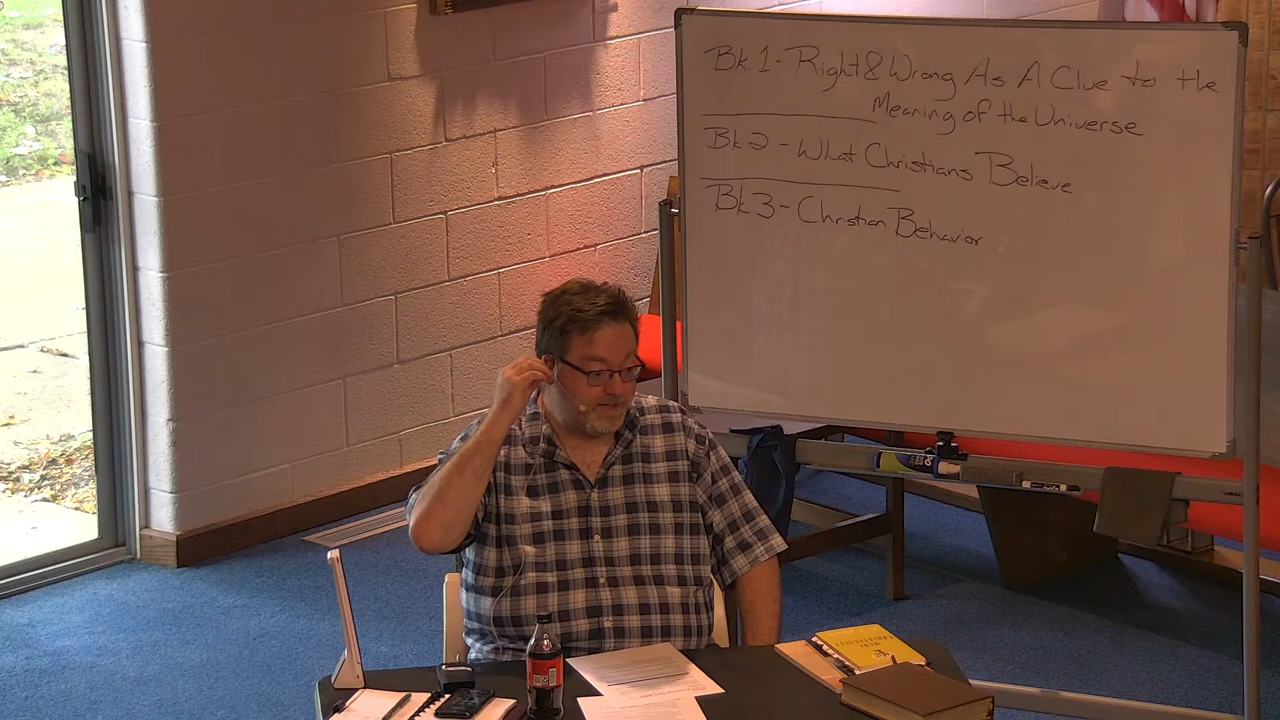 Bk. 1 - Right & Wrong As A Clue to the
Meaning of the Universe
Bk 2 - What Christians Believe
Bk 3 - Christian Behavior